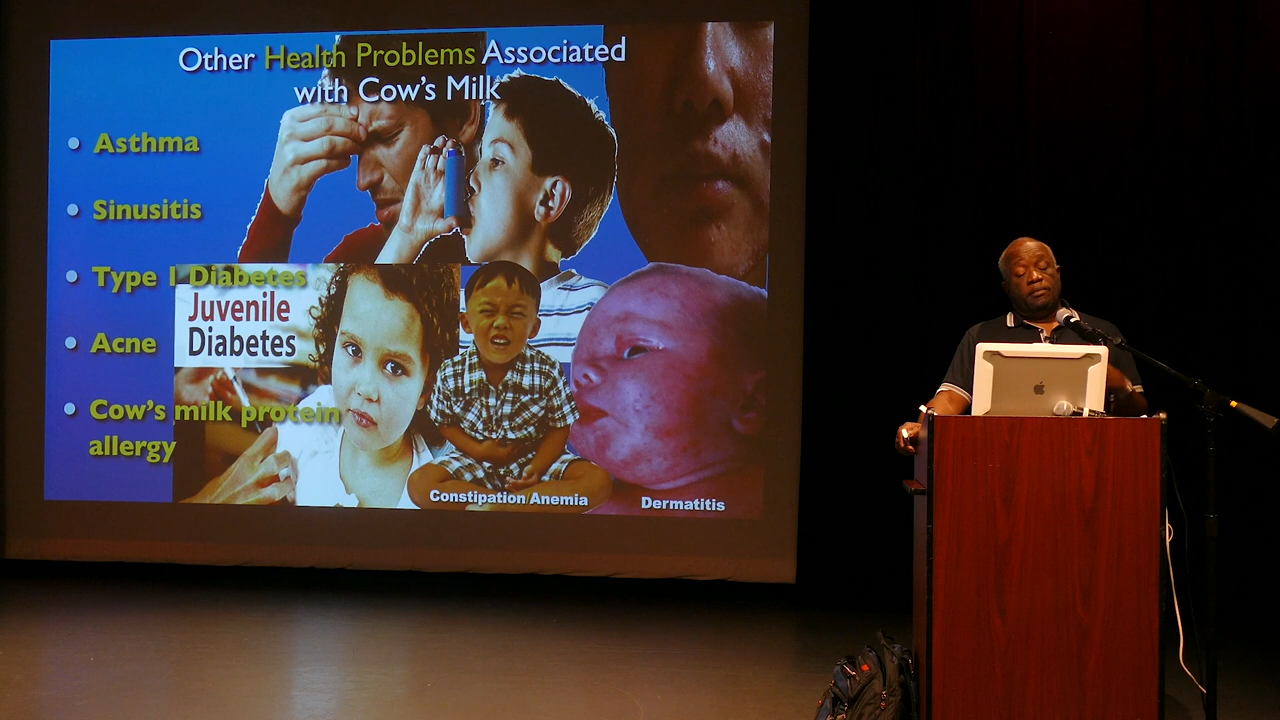 Other Health Problems Associated
with Cow's Milk
• Asthma
• Sinusitis
• Type 1 Diabetes
Juvenile
Diabetes
• Acne
• Cow's milk protein
allergy
Constipation/Anemia
Dermatitis